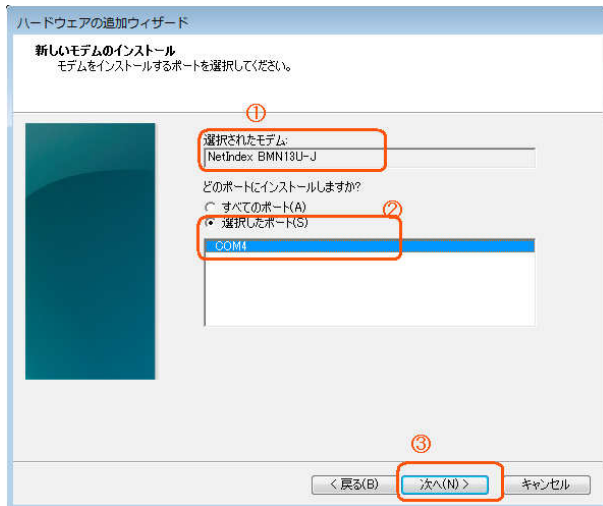 ハードウェアの追加ウィザード
新しいモデムのインストール
モデムをインストールするポートを選択してください。
①
選択されたモデム:
NetIndex BMN13U-J
どのポートにインストールしますか?
すべてのポート(A)
②
選択したポート(S)
COM4
③
< 戻る(B)
次へ(N) >
キャンセル